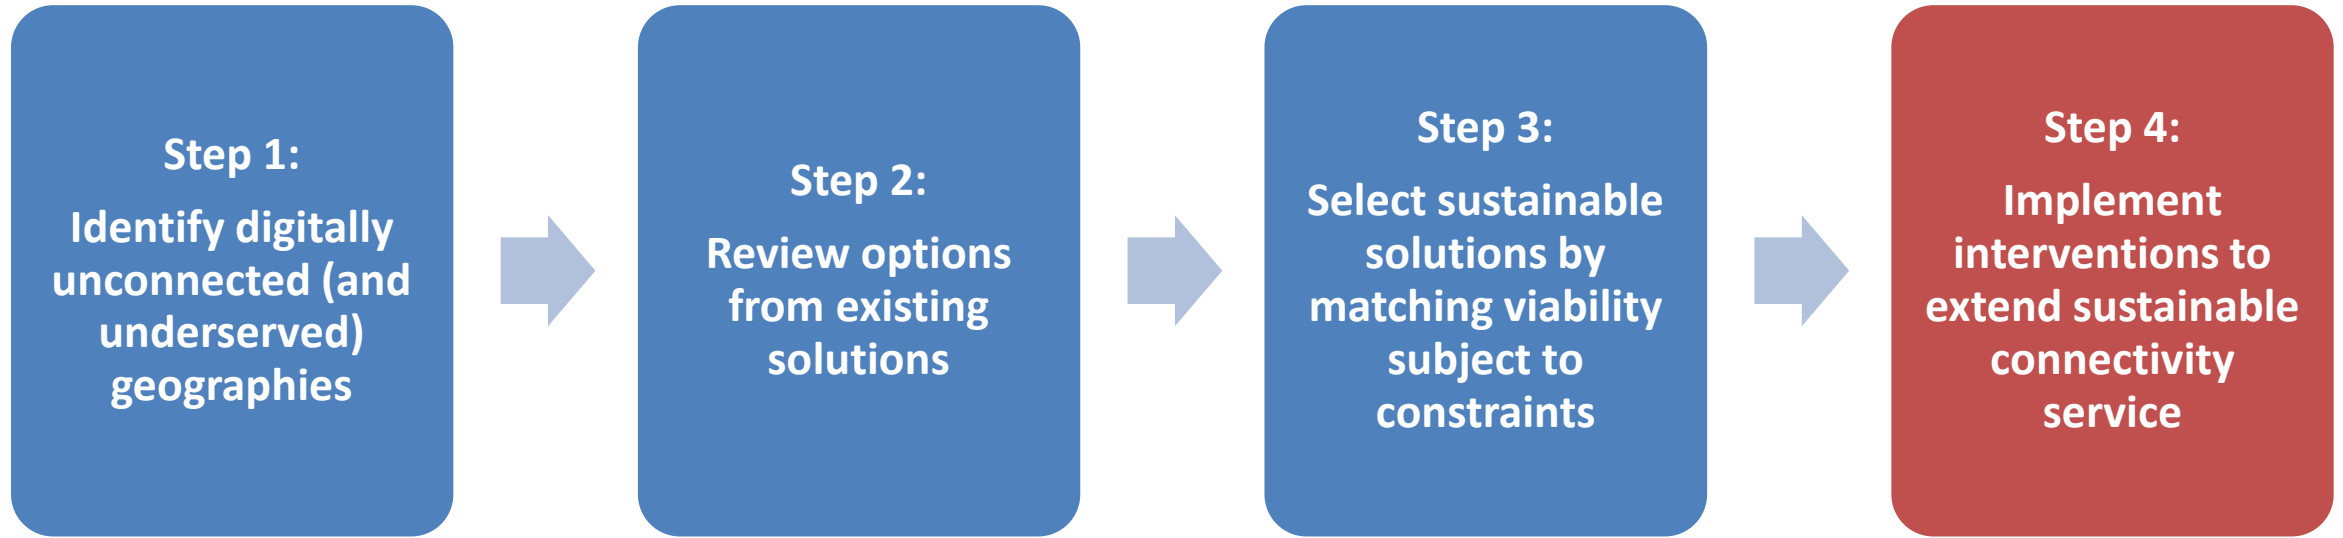 Step 1:
Identify digitally
unconnected (and
underserved)
geographies
Step 2:
Review options
from existing
solutions
Step 3:
Select sustainable
solutions by
matching viability
subject to
constraints
Step 4:
Implement
interventions to
extend sustainable
connectivity
service